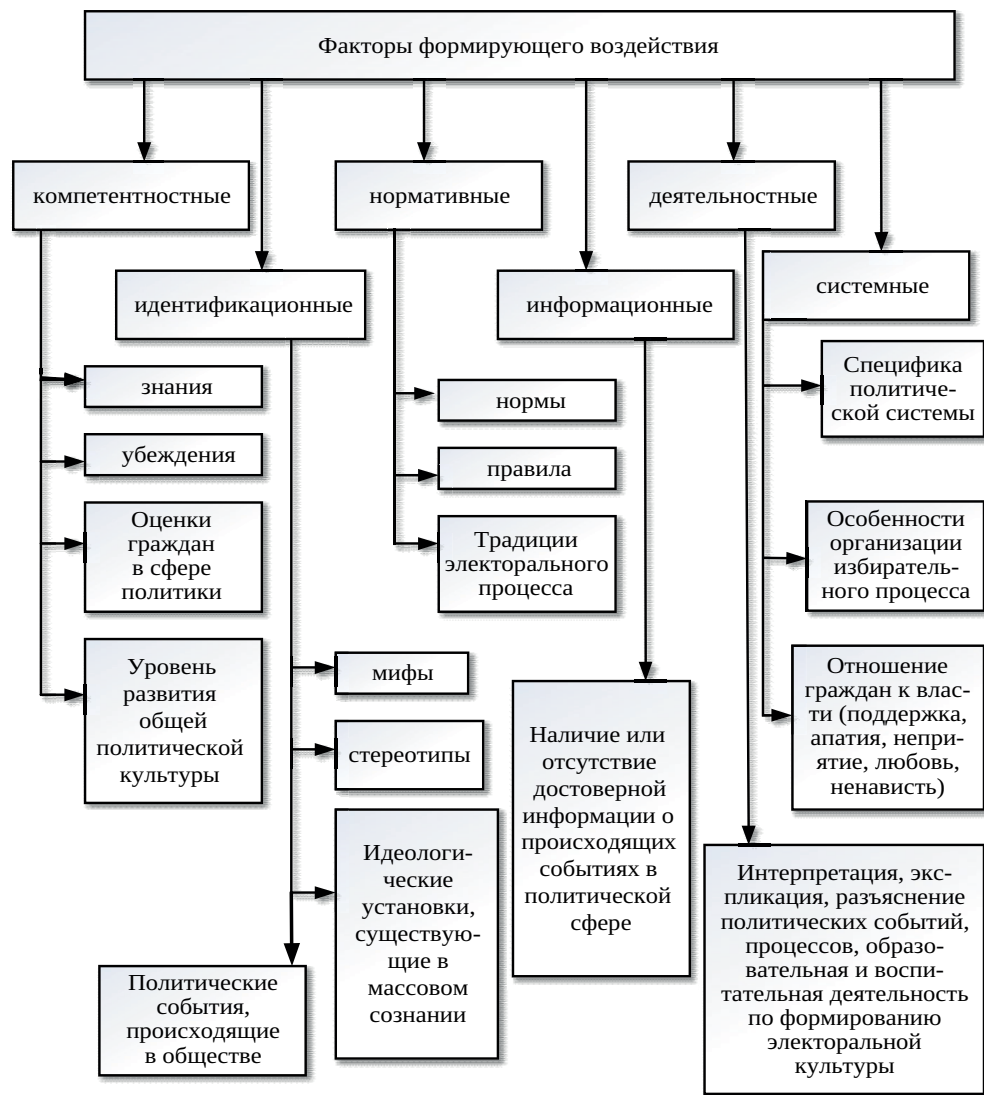 Факторы формирующего воздействия
компетентностные
нормативные
деятельностные
идентификационные
информационные
системные
знания
убеждения
Оценки
граждан
в сфере
политики
Уровень
развития
общей
политической
культуры
мифы
стереотипы
Идеологи-
ческие
установки,
существую-
щие в
массовом
сознании
Политические
события,
происходящие
в обществе
нормы
правила
Традиции
электорального
процесса
Наличие или
отсутствие
достоверной
информации о
происходящих
событиях в
политической
сфере
Специфика
политиче-
ской системы
Особенности
организации
избиратель-
ного процесса
Отношение
граждан к вла-
сти (поддержка,
апатия, непри-
ятие, любовь,
ненависть)
Интерпретация, экс-
пликация, разъяснение
политических событий,
процессов, образо-
вательная и воспи-
тательная деятельность
по формированию
электоральной
культуры